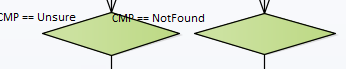 CMP == Unsure
CMP == NotFound